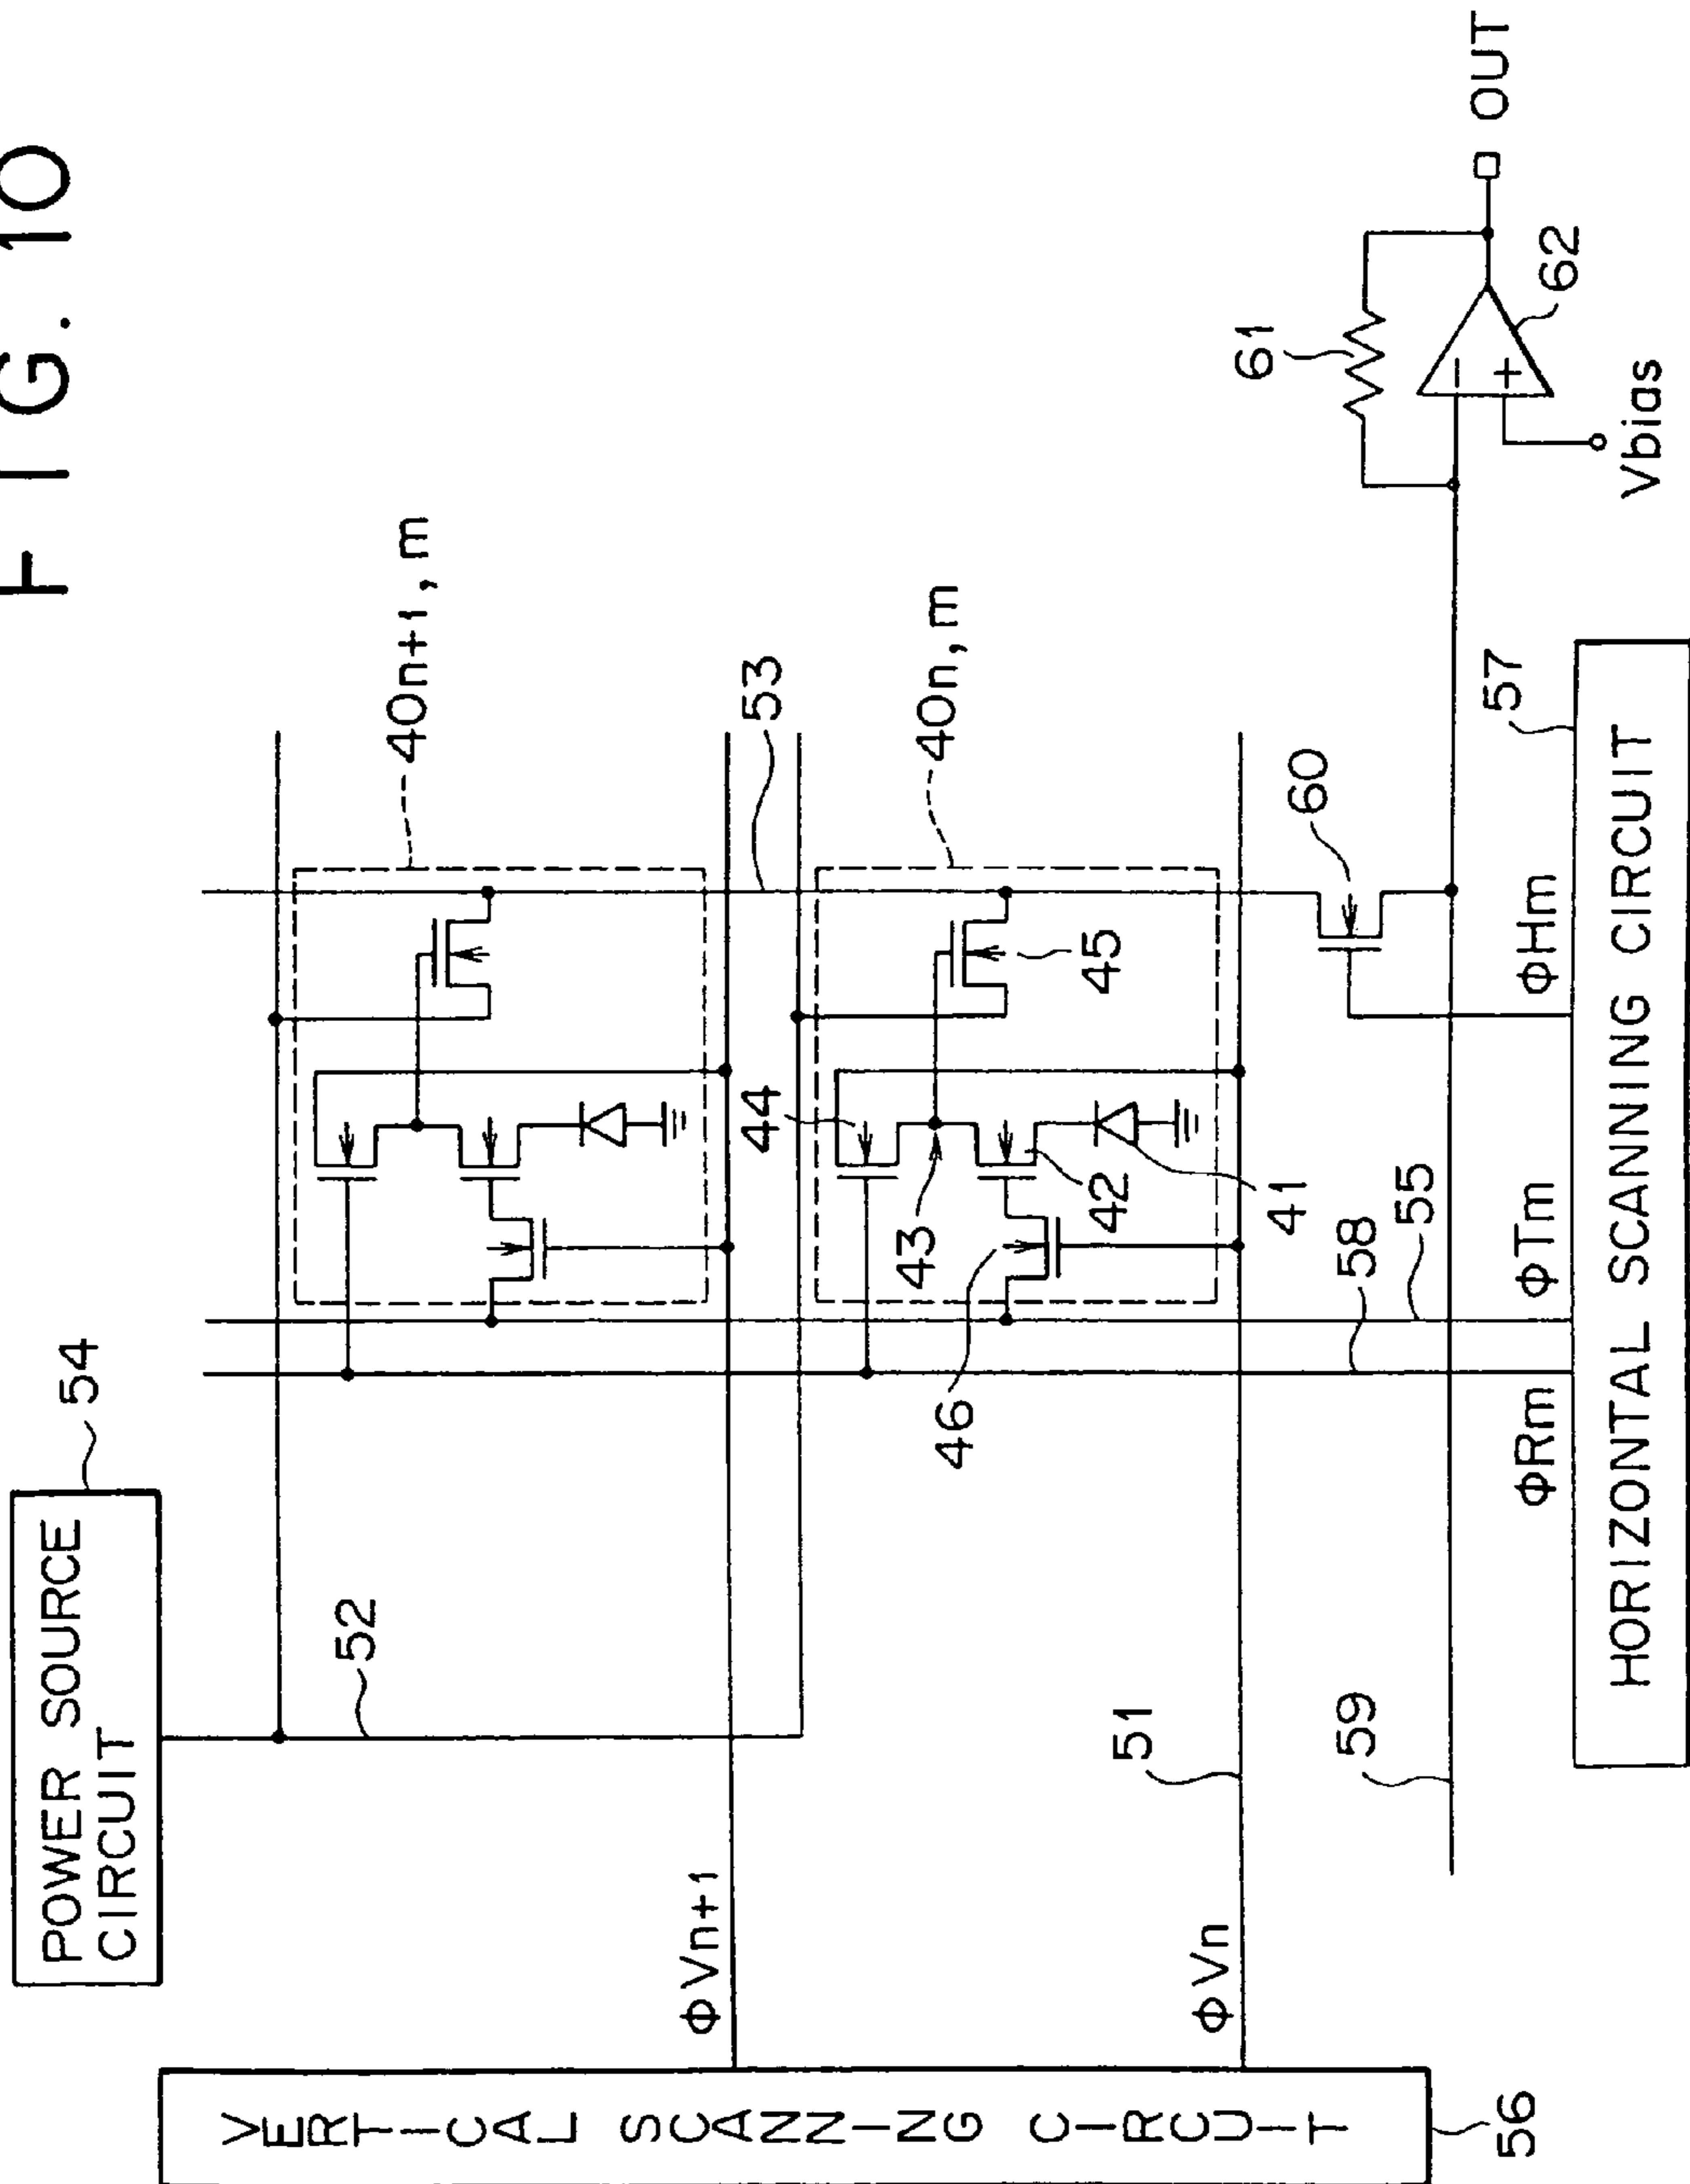 FIG. 10
POWER SOURCE
CIRCUIT
54
52
40n+1, m
53
44
40n, m
43
45
46
42
41
58
55
60
61
62
Vbias
OUT
VERTICAL SCANNING CIRCUIT
56
ΦVn+1
ΦVn
51
59
ΦRm
ΦTm
ΦHm
57
HORIZONTAL SCANNING CIRCUIT